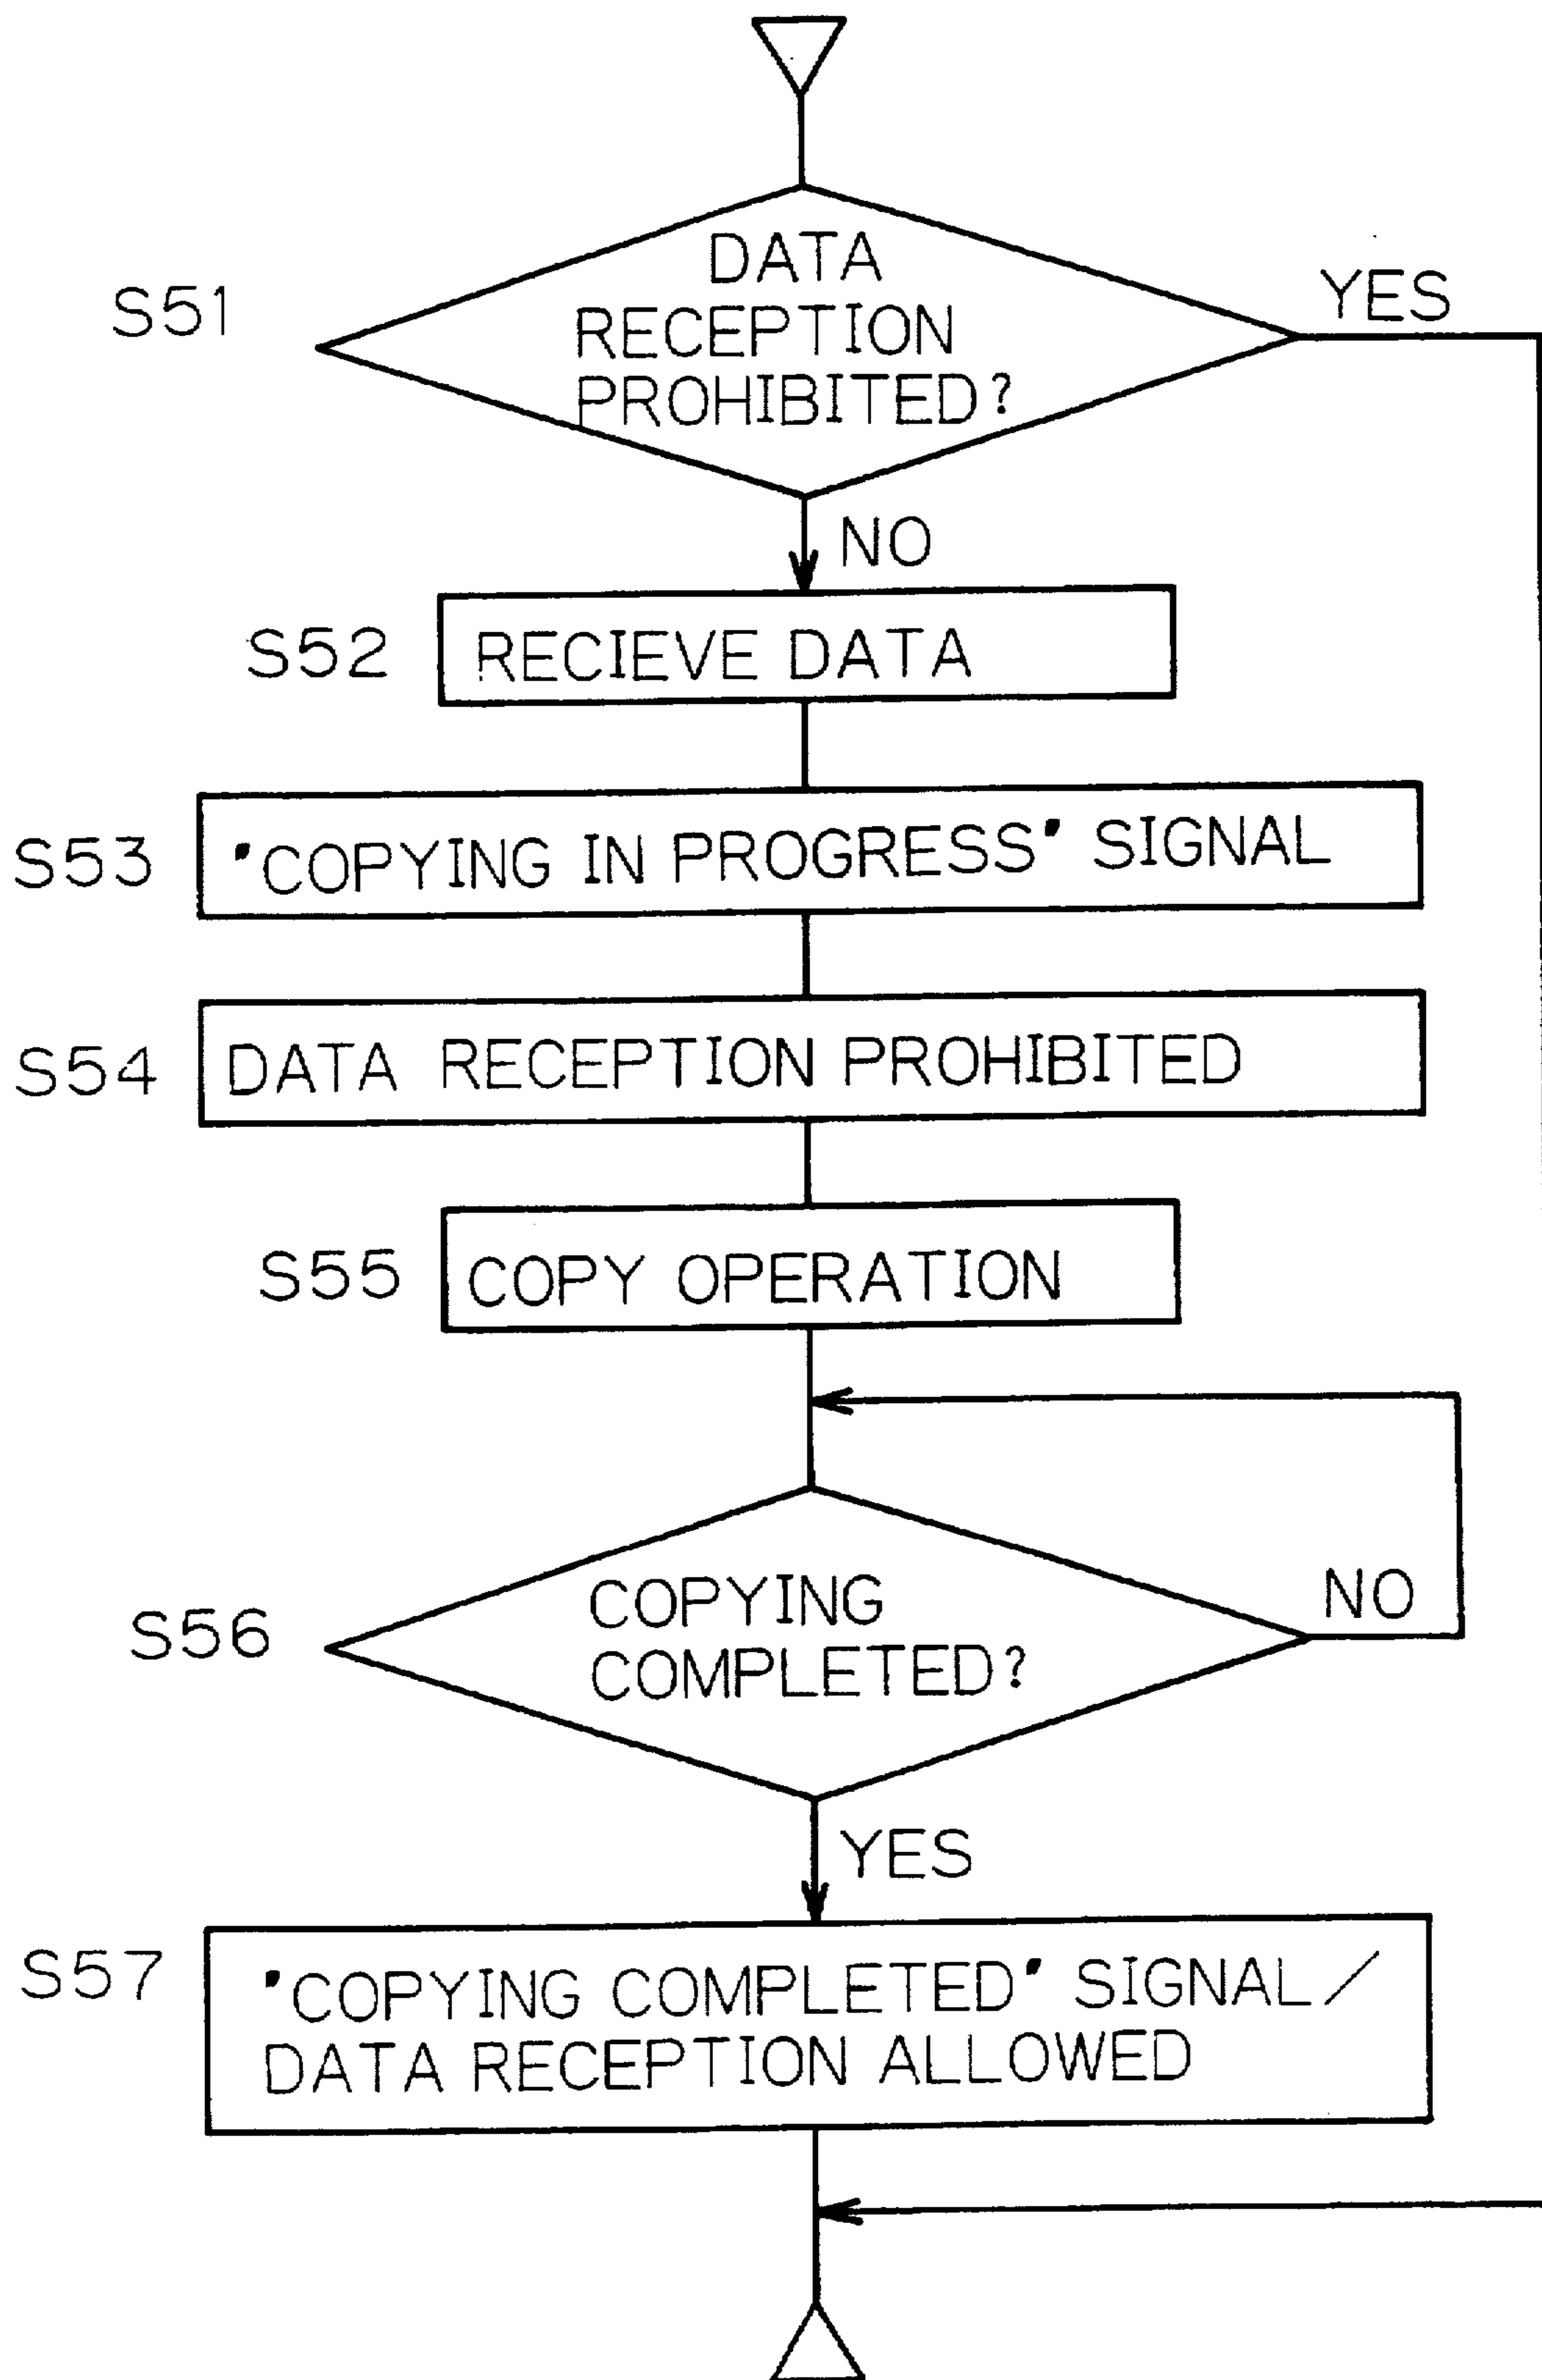 DATA
RECEPTION
PROHIBITED?
S51
YES
NO
S52
RECIEVE DATA
S53
"COPYING IN PROGRESS" SIGNAL
S54
DATA RECEPTION PROHIBITED
S55
COPY OPERATION
S56
COPYING
COMPLETED?
NO
YES
S57
"COPYING COMPLETED" SIGNAL/
DATA RECEPTION ALLOWED